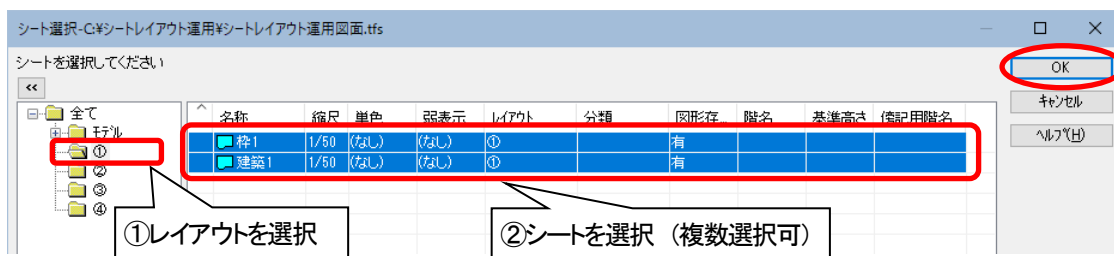 シート選択-C:¥シートレイアウト運用¥シートレイアウト運用図面.tfs
シートを選択してください
<<
OK
キャンセル
ヘルプ(H)
全て
モデル
①
②
③
④
名称 縮尺 単色 弱表示 レイアウト 分類 図形存... 階名 基準高さ 傍記用階名
枠1 1/50 (なし) (なし) ① 有
建築1 1/50 (なし) (なし) ① 有
①レイアウトを選択
②シートを選択（複数選択可）